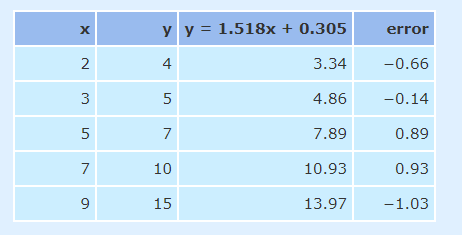 x y y = 1.518x + 0.305 error
2 4 3.34 −0.66
3 5 4.86 −0.14
5 7 7.89 0.89
7 10 10.93 0.93
9 15 13.97 −1.03